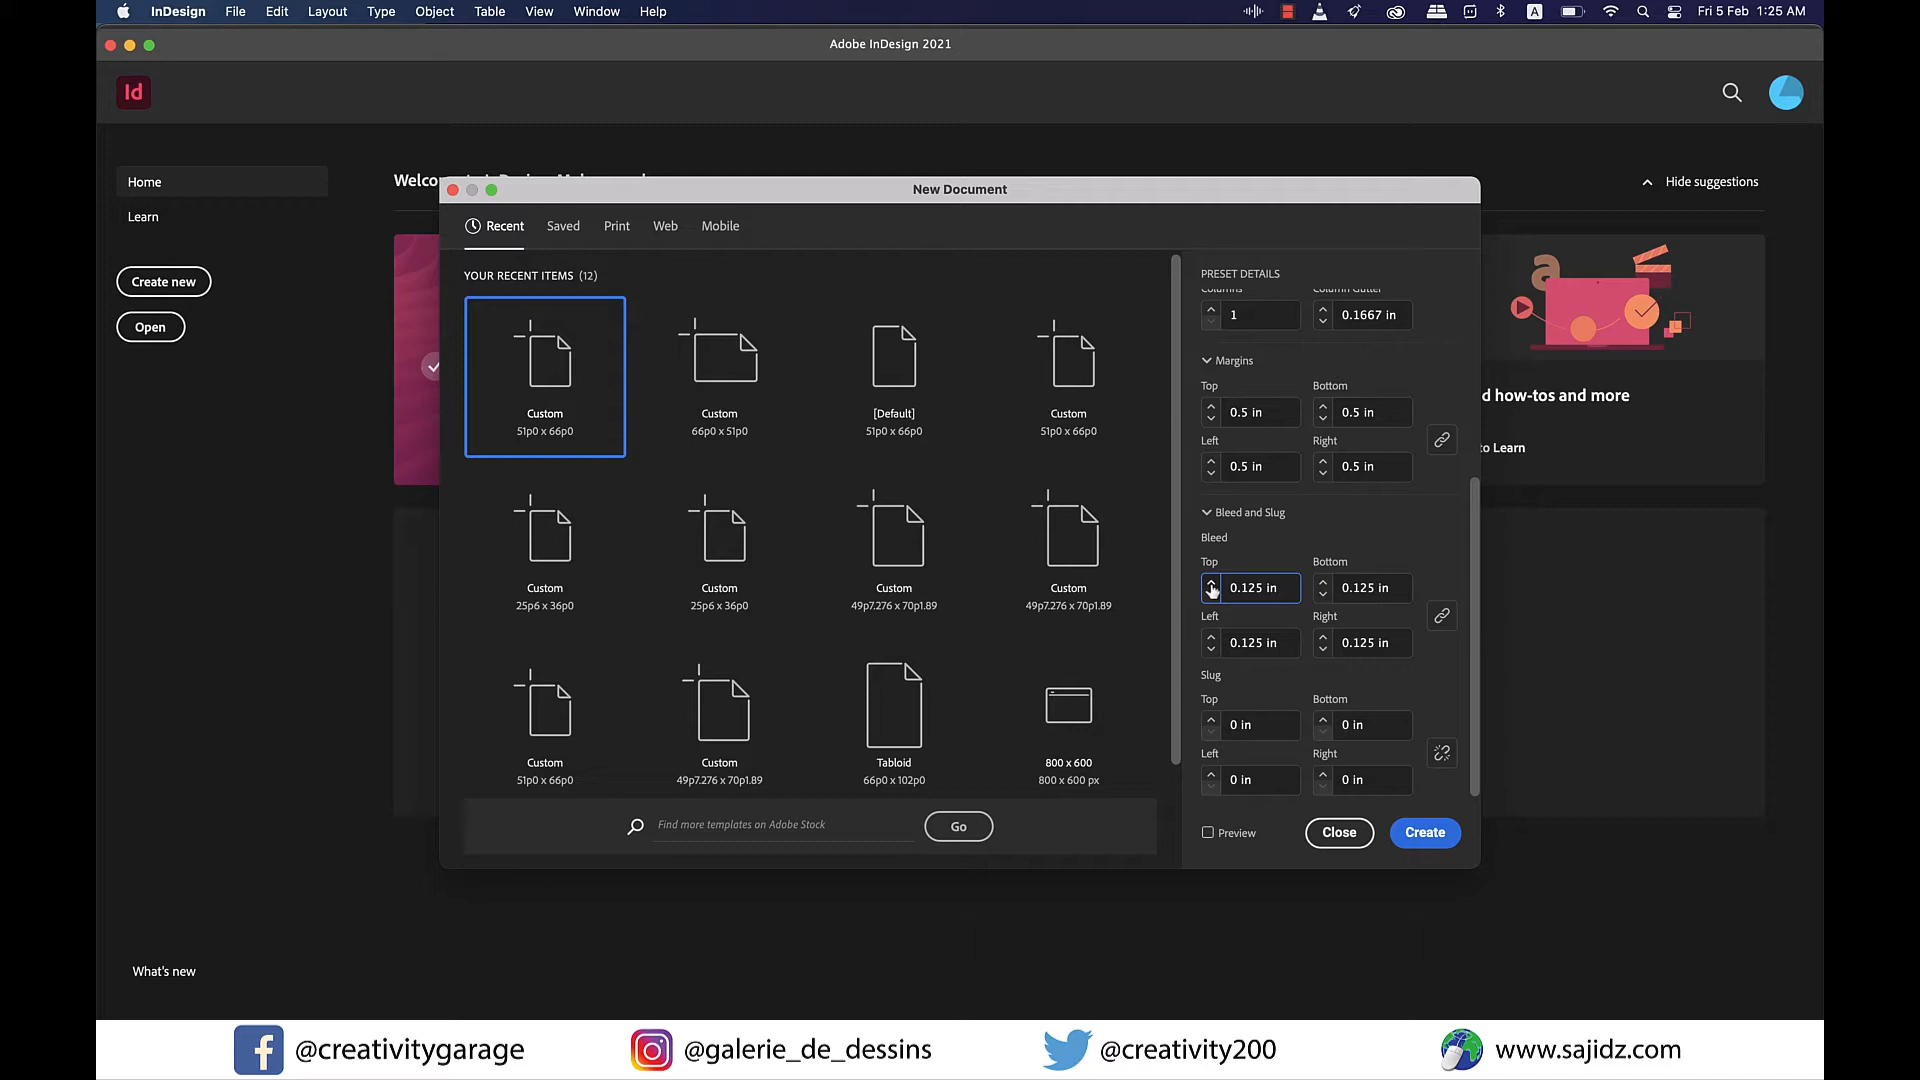 InDesign File Edit Layout Type Object Table View Window Help A Fri 5 Feb 1:25 AM
Adobe InDesign 2021
Id
Home
Learn
Create new
Open
What's new
Hide suggestions
New Document
Recent Saved Print Web Mobile
YOUR RECENT ITEMS (12)
Custom
51p0 x 66p0
Custom
66p0 x 51p0
[Default]
51p0 x 66p0
Custom
51p0 x 66p0
Custom
25p6 x 36p0
Custom
25p6 x 36p0
Custom
49p7.276 x 70p1.89
Custom
49p7.276 x 70p1.89
Custom
51p0 x 66p0
Custom
49p7.276 x 70p1.89
Tabloid
66p0 x 102p0
800 x 600
800 x 600 px
Find more templates on Adobe Stock
Go
PRESET DETAILS
Columns Column Gutter
1 0.1667 in
Margins
Top Bottom
0.5 in 0.5 in
Left Right
0.5 in 0.5 in
Bleed and Slug
Bleed
Top Bottom
0.125 in 0.125 in
Left Right
0.125 in 0.125 in
Slug
Top Bottom
0 in 0 in
Left Right
0 in 0 in
Preview Close Create
d how-tos and more
to Learn
@creativitygarage @galerie_de_dessins @creativity200 www.sajidz.com